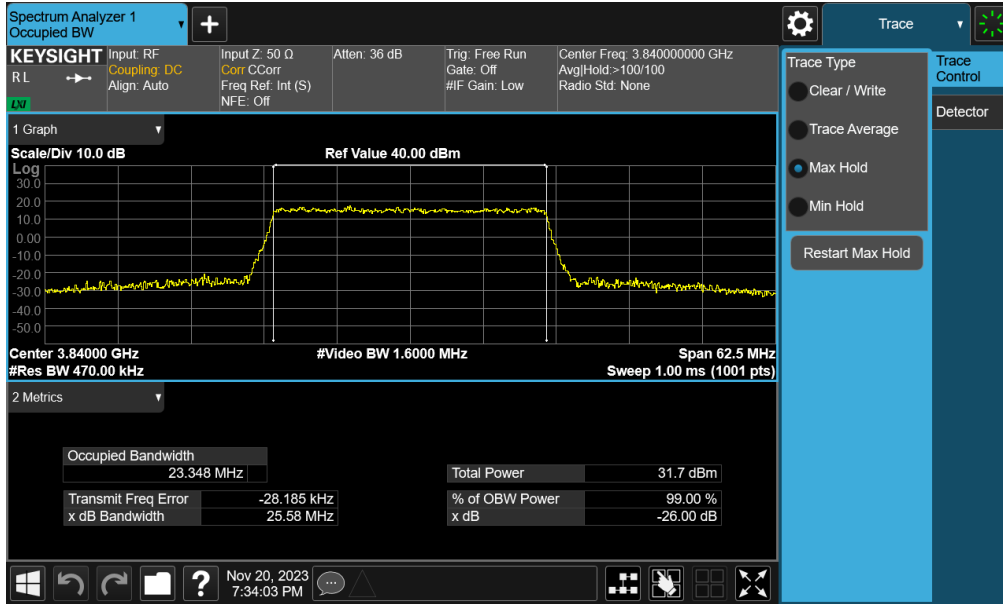 Spectrum Analyzer 1
Occupied BW
+
Trace
KEYSIGHT
R L
LXI
Input: RF
Coupling: DC
Align: Auto
Input Z: 50 Ω
Corr CCorr
Freq Ref: Int (S)
NFE: Off
Atten: 36 dB
Trig: Free Run
Gate: Off
#IF Gain: Low
Center Freq: 3.840000000 GHz
Avg|Hold:>100/100
Radio Std: None
1 Graph
Scale/Div 10.0 dB
Ref Value 40.00 dBm
Log
30.0
20.0
10.0
0.00
-10.0
-20.0
-30.0
-40.0
-50.0
Center 3.84000 GHz
#Video BW 1.6000 MHz
Span 62.5 MHz
#Res BW 470.00 kHz
Sweep 1.00 ms (1001 pts)
2 Metrics
Occupied Bandwidth
23.348 MHz
Total Power 31.7 dBm
Transmit Freq Error -28.185 kHz
% of OBW Power 99.00 %
x dB Bandwidth 25.58 MHz
x dB -26.00 dB
Trace Type
Clear / Write
Trace Average
Max Hold
Min Hold
Restart Max Hold
Trace
Control
Detector
?
Nov 20, 2023
7:34:03 PM